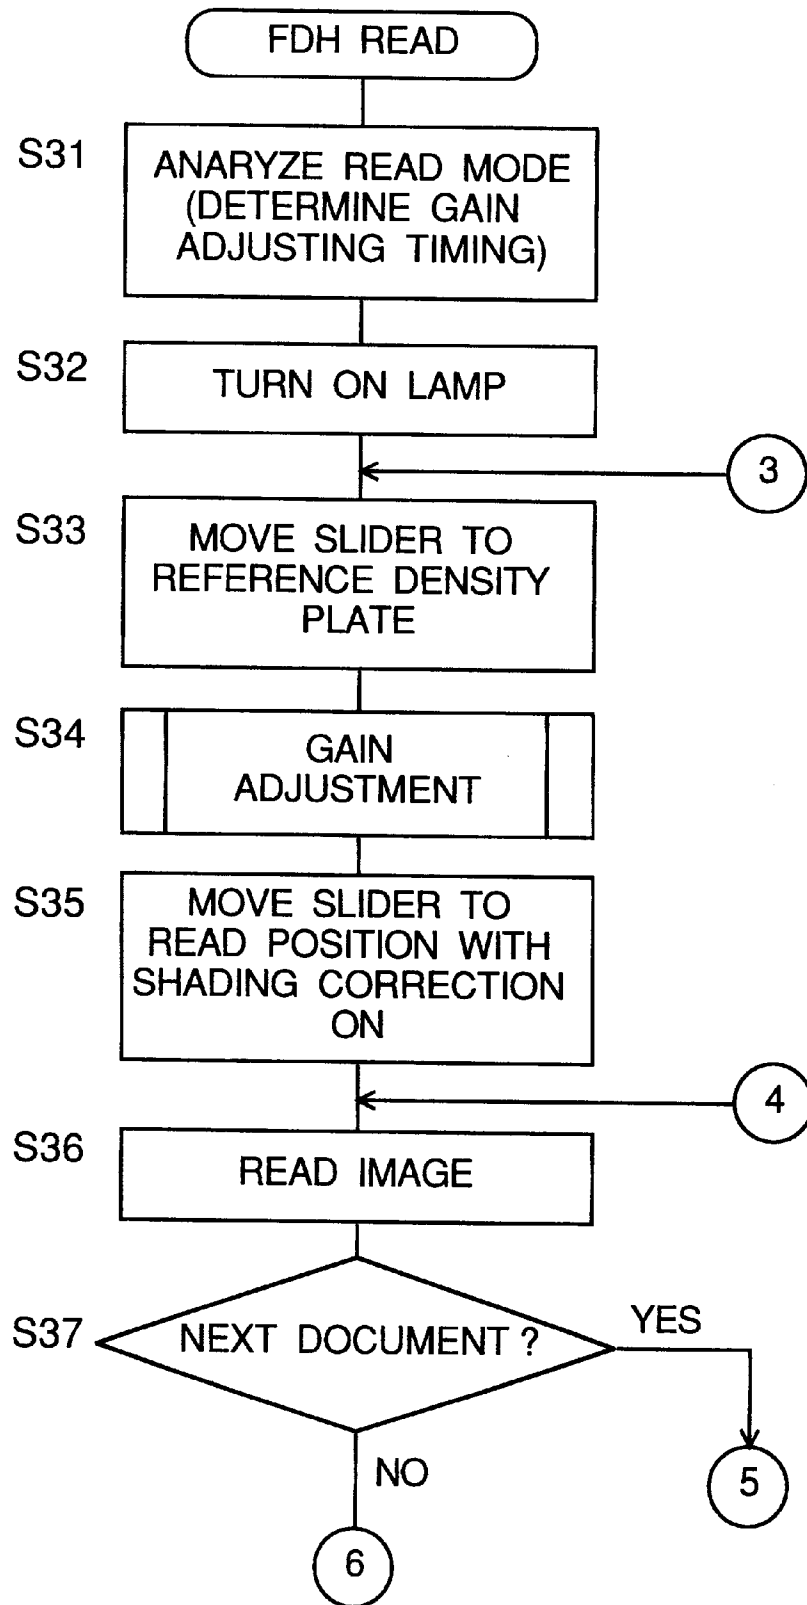 FDH READ
S31
ANARYZE READ MODE
(DETERMINE GAIN
ADJUSTING TIMING)
S32
TURN ON LAMP
3
S33
MOVE SLIDER TO
REFERENCE DENSITY
PLATE
S34
GAIN
ADJUSTMENT
S35
MOVE SLIDER TO
READ POSITION WITH
SHADING CORRECTION
ON
4
S36
READ IMAGE
S37
NEXT DOCUMENT ?
YES
NO
5
6